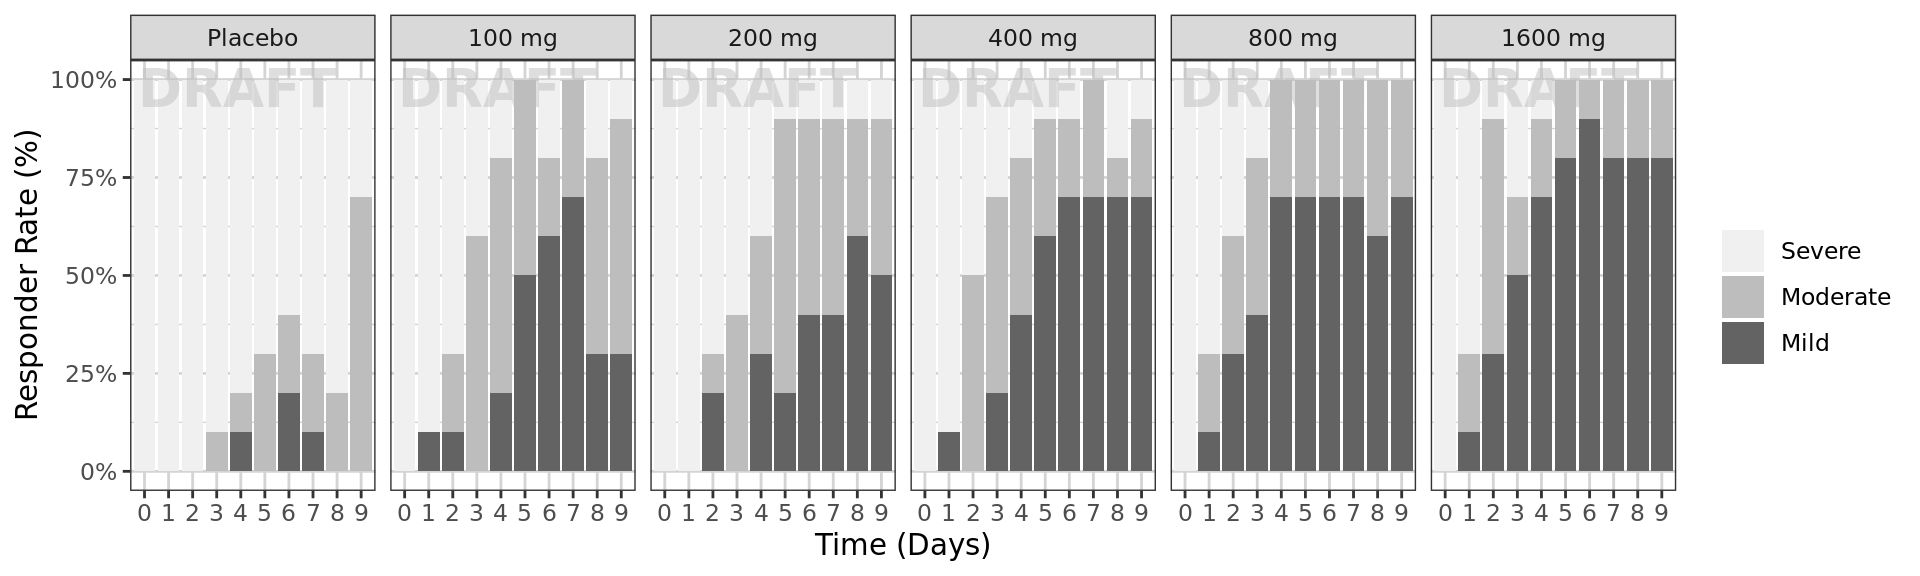 Placebo 100 mg 200 mg 400 mg 800 mg 1600 mg
DRAFT DRAFT DRAFT DRAFT DRAFT DRAFT
100%
75%
50%
25%
0%
Responder Rate (%)
0 1 2 3 4 5 6 7 8 9 0 1 2 3 4 5 6 7 8 9 0 1 2 3 4 5 6 7 8 9 0 1 2 3 4 5 6 7 8 9 0 1 2 3 4 5 6 7 8 9 0 1 2 3 4 5 6 7 8 9
Time (Days)
Severe
Moderate
Mild